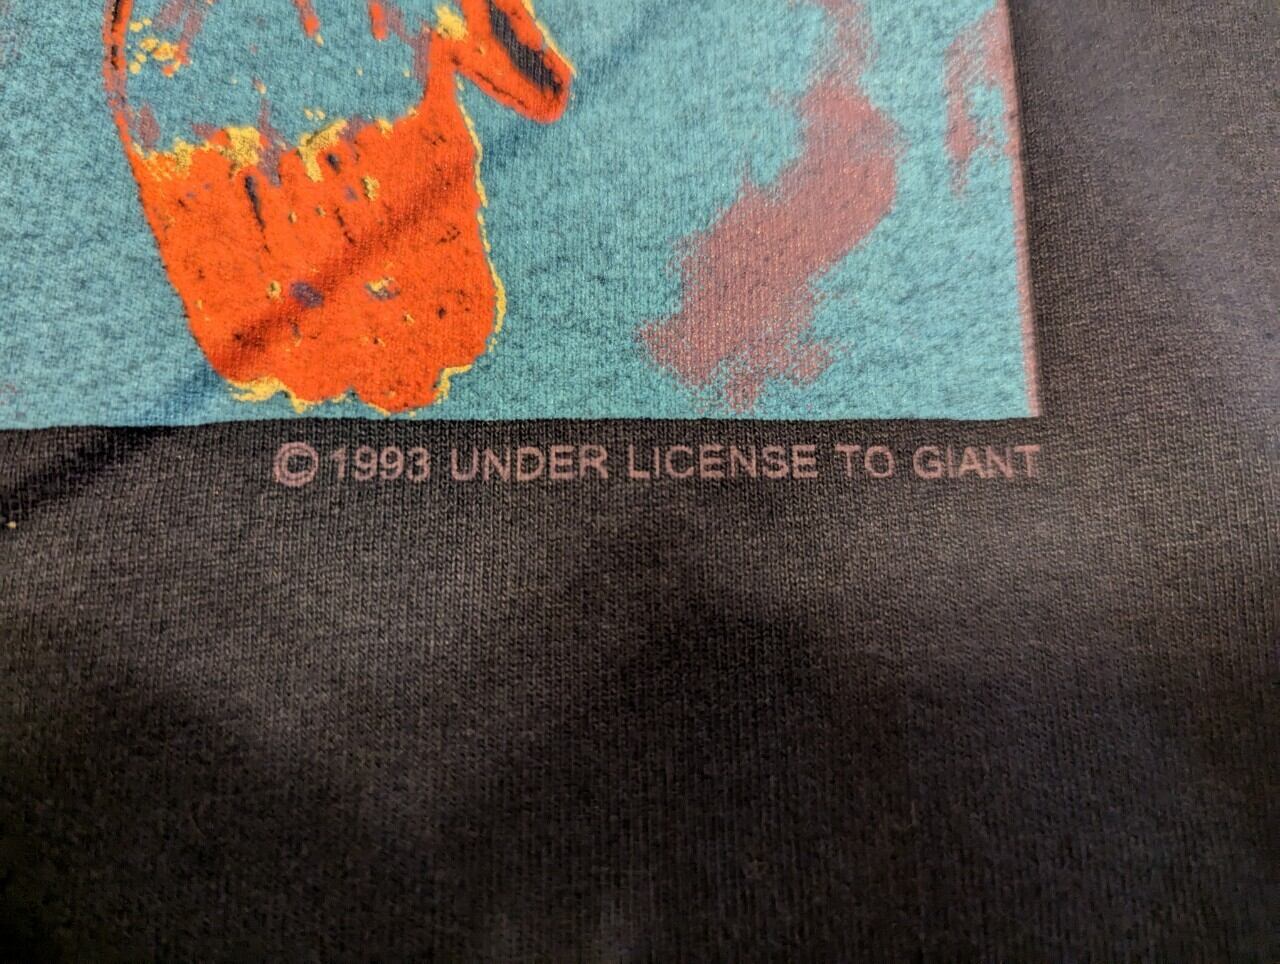 © 1993 UNDER LICENSE TO GIANT